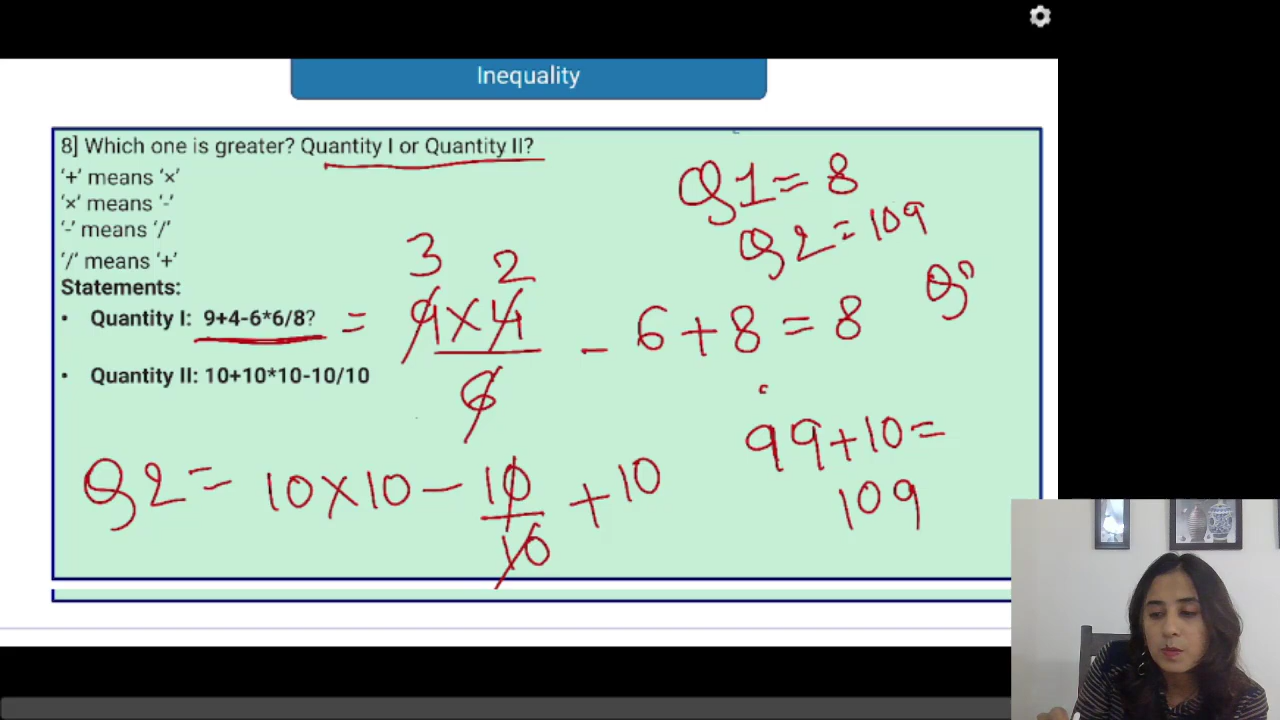 Inequality
8] Which one is greater? Quantity I or Quantity II?
'+' means '×'
'×' means '-'
'-' means '/'
'/' means '+'
Statements:
• Quantity I: 9+4-6*6/8? = 9×4/6 - 6+8 = 8
3 2
• Quantity II: 10+10*10-10/10
Q1 = 8
Q2 = 109
Q
Q2 = 10×10 - 10/10 + 10
99+10=
109